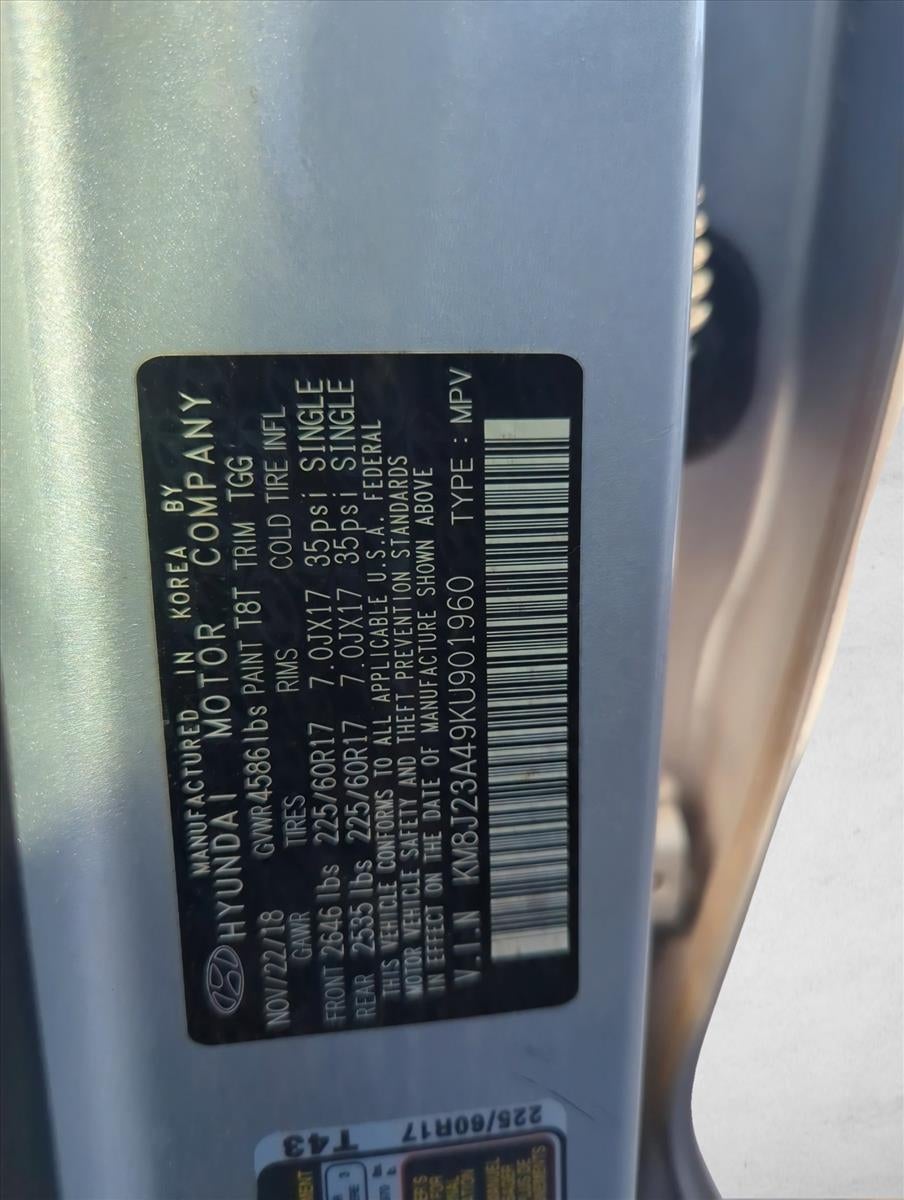 MANUFACTURED IN KOREA BY
HYUNDAI MOTOR COMPANY
NOV/22/18 GVWR 4586 lbs PAINT T8T TRIM TGG
GAWR TIRES RIMS COLD TIRE INFL
FRONT 2646 lbs 225/60R17 7.0JX17 35psi SINGLE
REAR 2535 lbs 225/60R17 7.0JX17 35psi SINGLE
THIS VEHICLE CONFORMS TO ALL APPLICABLE U.S.A. FEDERAL
MOTOR VEHICLE SAFETY AND THEFT PREVENTION STANDARDS
IN EFFECT ON THE DATE OF MANUFACTURE SHOWN ABOVE
V.I.N KM8J23A49KU901960 TYPE : MPV
T43
225/60R17